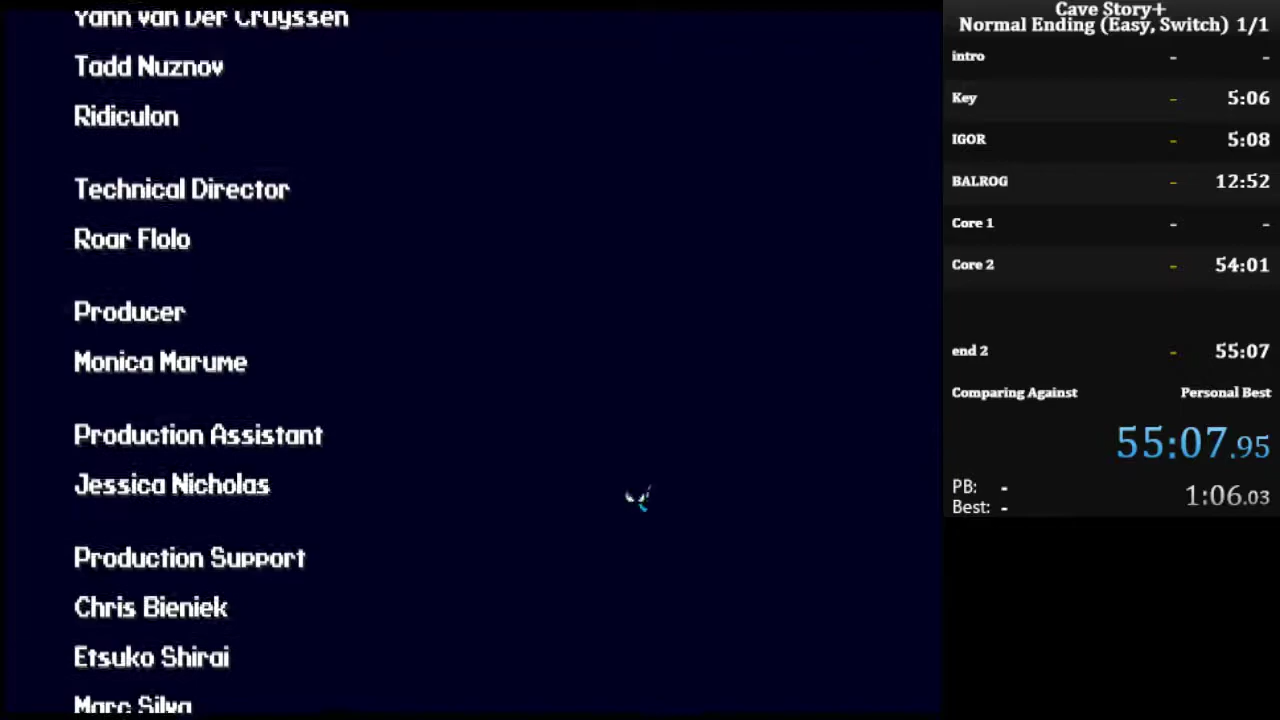 Yann Van Der Cruyssen
Tadd Nuznov
Ridiculon
Technical Director
Roar Flolo
Producer
Monica Marume
Production Assistant
Jessica Nicholas
Production Support
Chris Bieniek
Etsuko Shirai
Marc Silva
Cave Story+
Normal Ending (Easy, Switch) 1/1
intro - -
Key - 5:06
IGOR - 5:08
BALROG - 12:52
Core 1 - -
Core 2 - 54:01
end 2 - 55:07
Comparing Against Personal Best
55:07.95
PB: -
Best: -
1:06.03